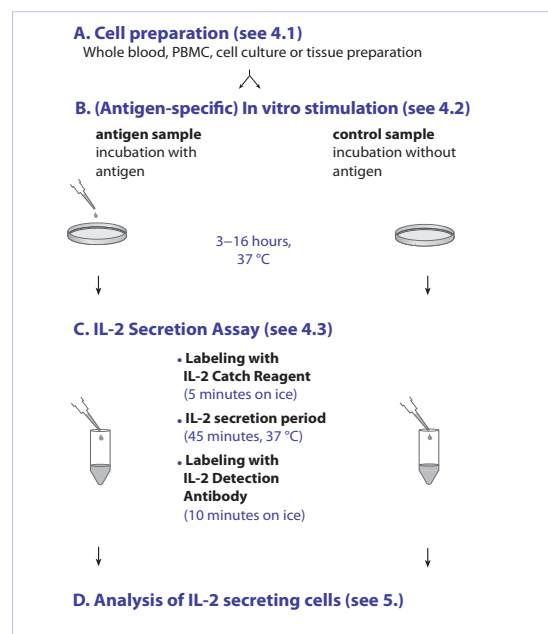 A. Cell preparation (see 4.1)
Whole blood, PBMC, cell culture or tissue preparation
B. (Antigen-specific) In vitro stimulation (see 4.2)
antigen sample
incubation with
antigen
control sample
incubation without
antigen
3–16 hours,
37 °C
C. IL-2 Secretion Assay (see 4.3)
• Labeling with
IL-2 Catch Reagent
(5 minutes on ice)
• IL-2 secretion period
(45 minutes, 37 °C)
• Labeling with
IL-2 Detection
Antibody
(10 minutes on ice)
D. Analysis of IL-2 secreting cells (see 5.)